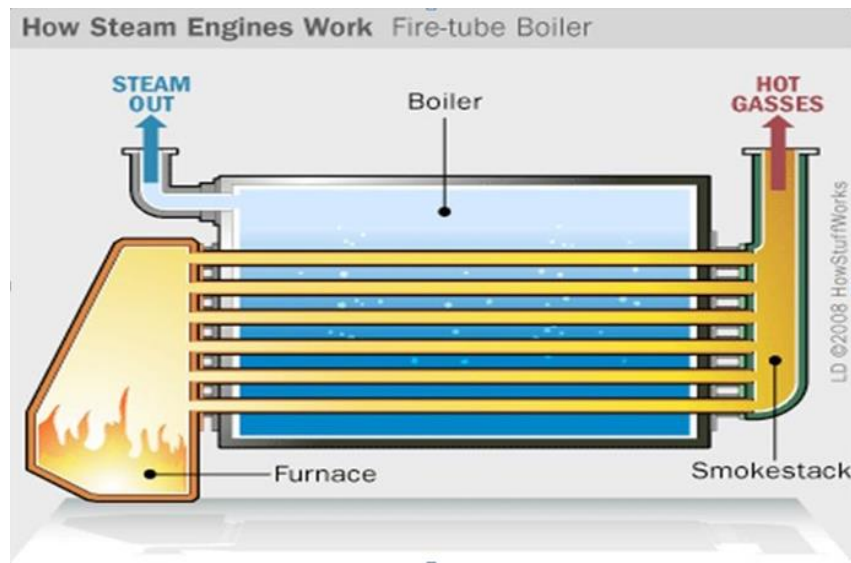 How Steam Engines Work Fire-tube Boiler
STEAM
OUT
Boiler
HOT
GASSES
Furnace
Smokestack
LD ©2008 HowStuffWorks